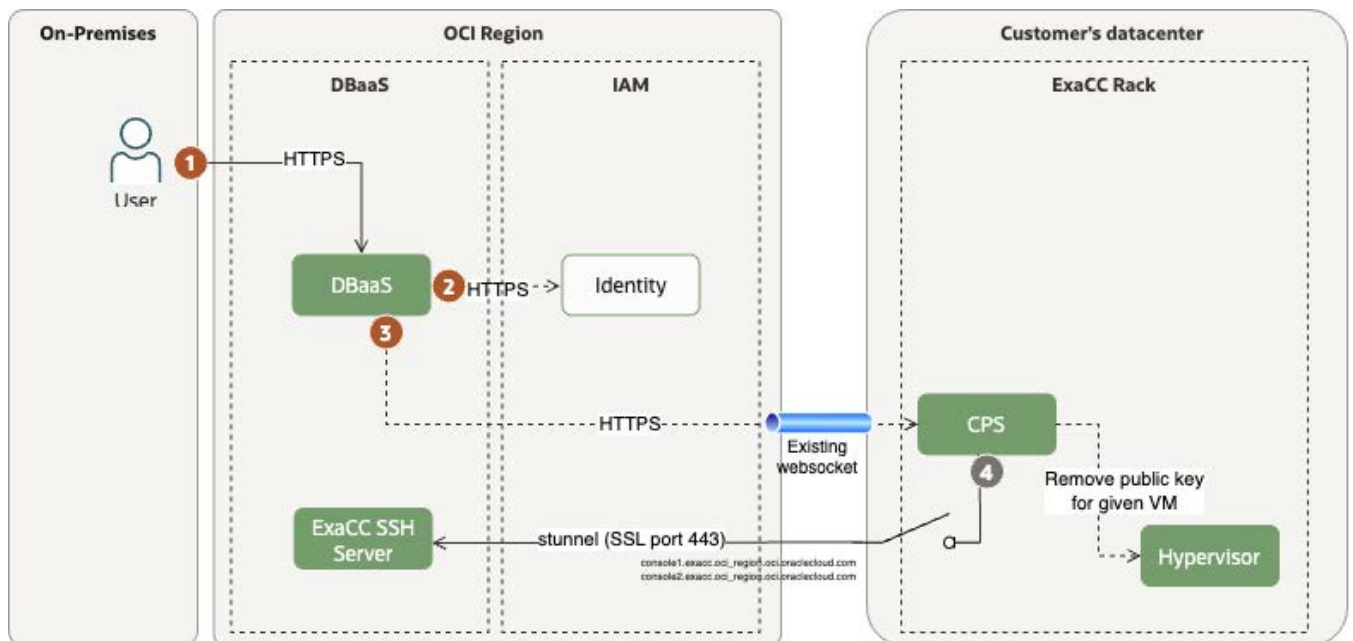 On-Premises
OCI Region
Customer's datacenter
DBaaS
IAM
ExaCC Rack
1
HTTPS
User
DBaaS
2
HTTPS
Identity
3
HTTPS
Existing
websocket
CPS
4
Remove public key
for given VM
ExaCC SSH
Server
stunnel (SSL port 443)
console1.exacc.oci_region.oci.oraclecloud.com
console2.exacc.oci_region.oci.oraclecloud.com
Hypervisor